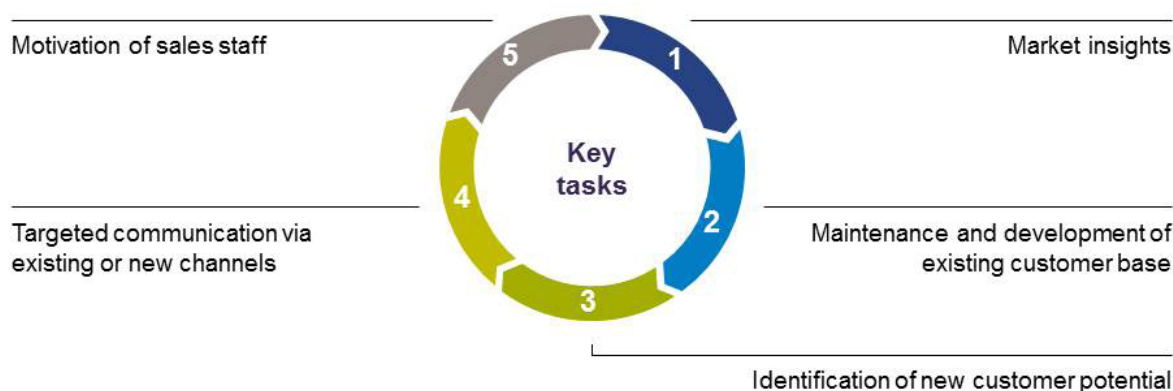 Motivation of sales staff
5
1
Market insights
Key
tasks
4
2
Targeted communication via
existing or new channels
Maintenance and development of
existing customer base
3
Identification of new customer potential